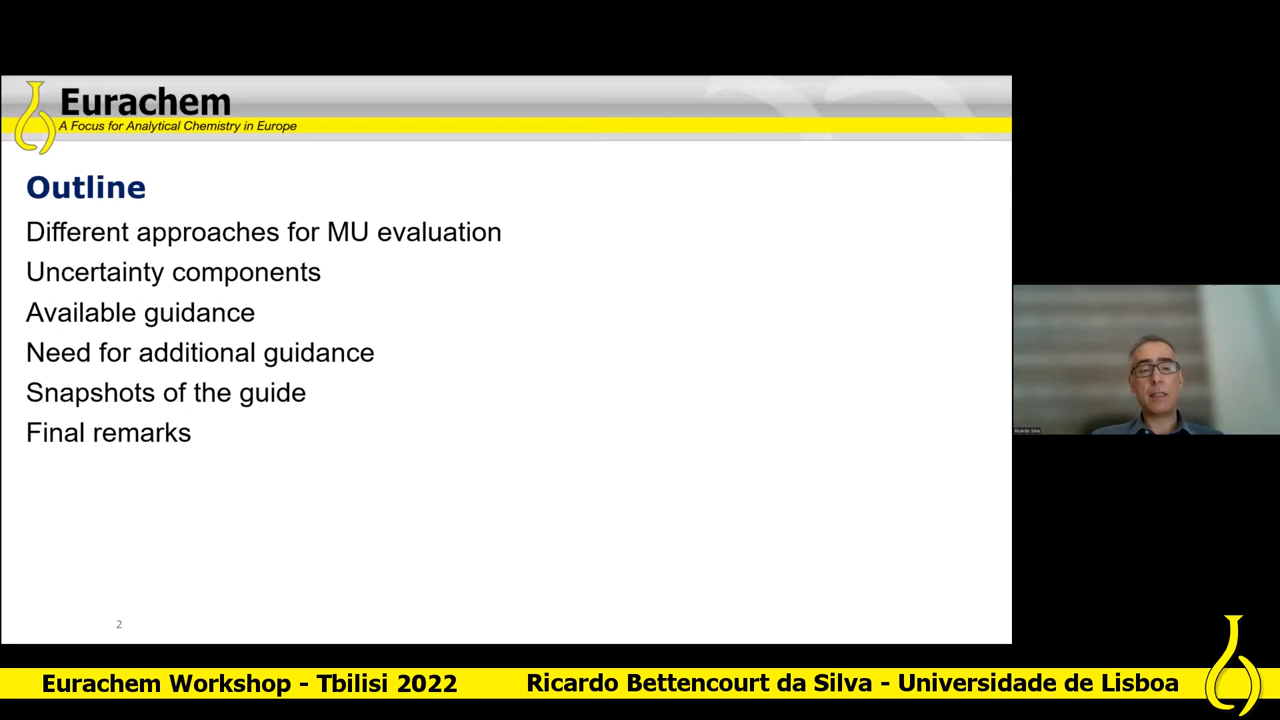 Eurachem
A Focus for Analytical Chemistry in Europe
Outline
Different approaches for MU evaluation
Uncertainty components
Available guidance
Need for additional guidance
Snapshots of the guide
Final remarks
2
Ricardo Silva
Eurachem Workshop - Tbilisi 2022
Ricardo Bettencourt da Silva - Universidade de Lisboa